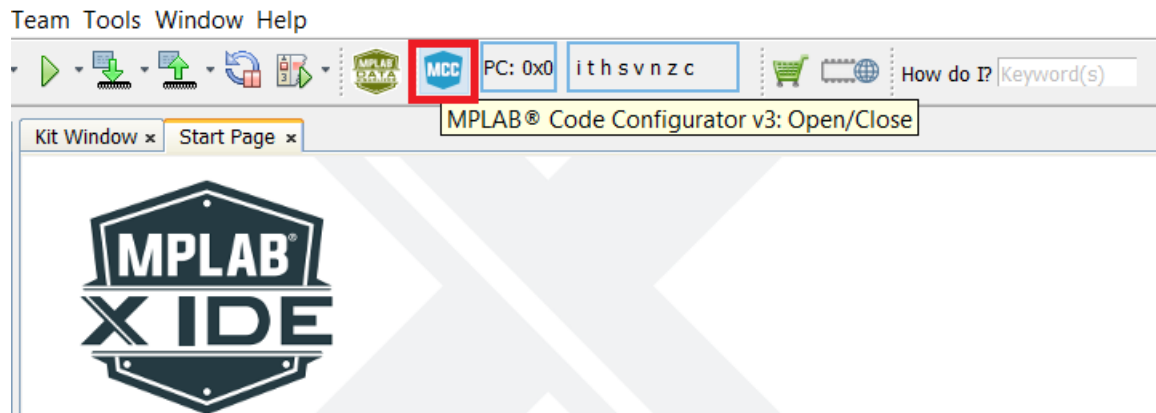 Team Tools Window Help
MPLAB DATA MCC PC: 0x0 i t h s v n z c How do I? Keyword(s)
MPLAB® Code Configurator v3: Open/Close
Kit Window × Start Page ×
MPLAB®
X IDE